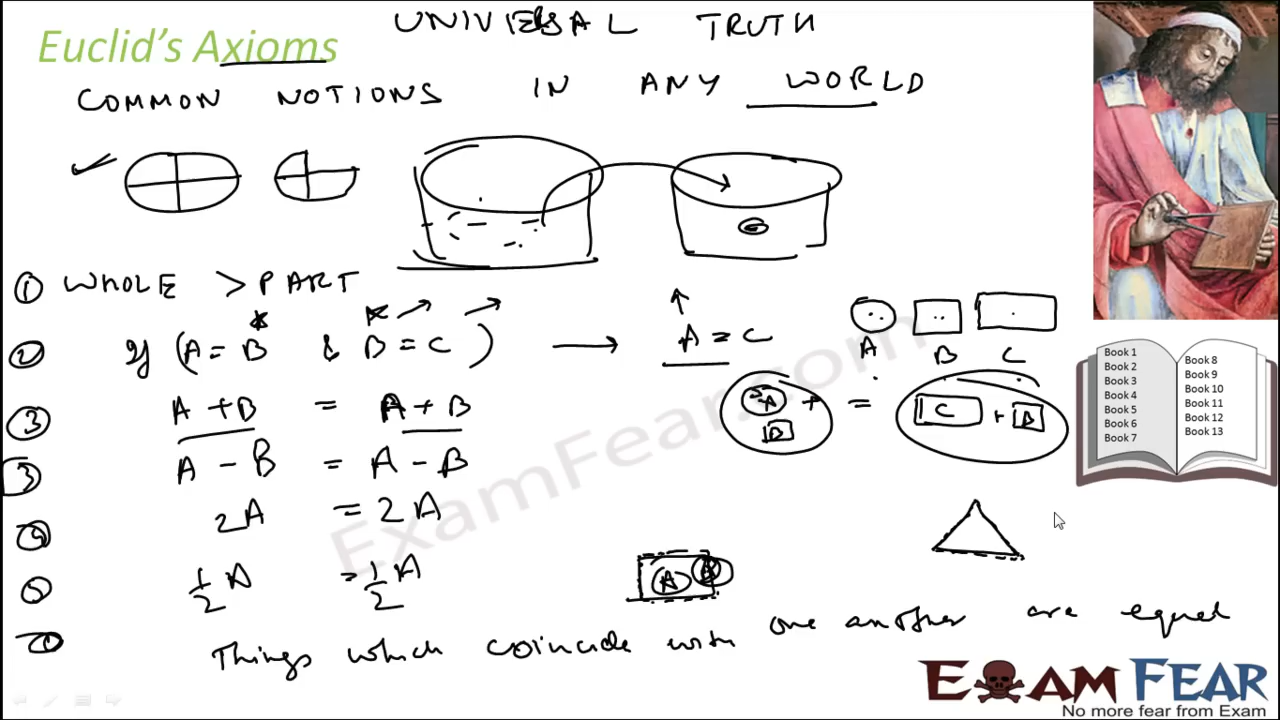 UNIVERSAL TRUTH
Euclid's Axioms
COMMON NOTIONS IN ANY WORLD
① WHOLE > PART
② If (A = B & B = C) → A = C
A B C
③ A + B = A + B
A + B = C + B
3 A - B = A - B
④ 2A = 2A
⑤ 1/2 A = 1/2 A
A A
Things which coincide with one another are equal
Book 1
Book 2
Book 3
Book 4
Book 5
Book 6
Book 7
Book 8
Book 9
Book 10
Book 11
Book 12
Book 13
ExamFear.com
EXAM FEAR
No more fear from Exam